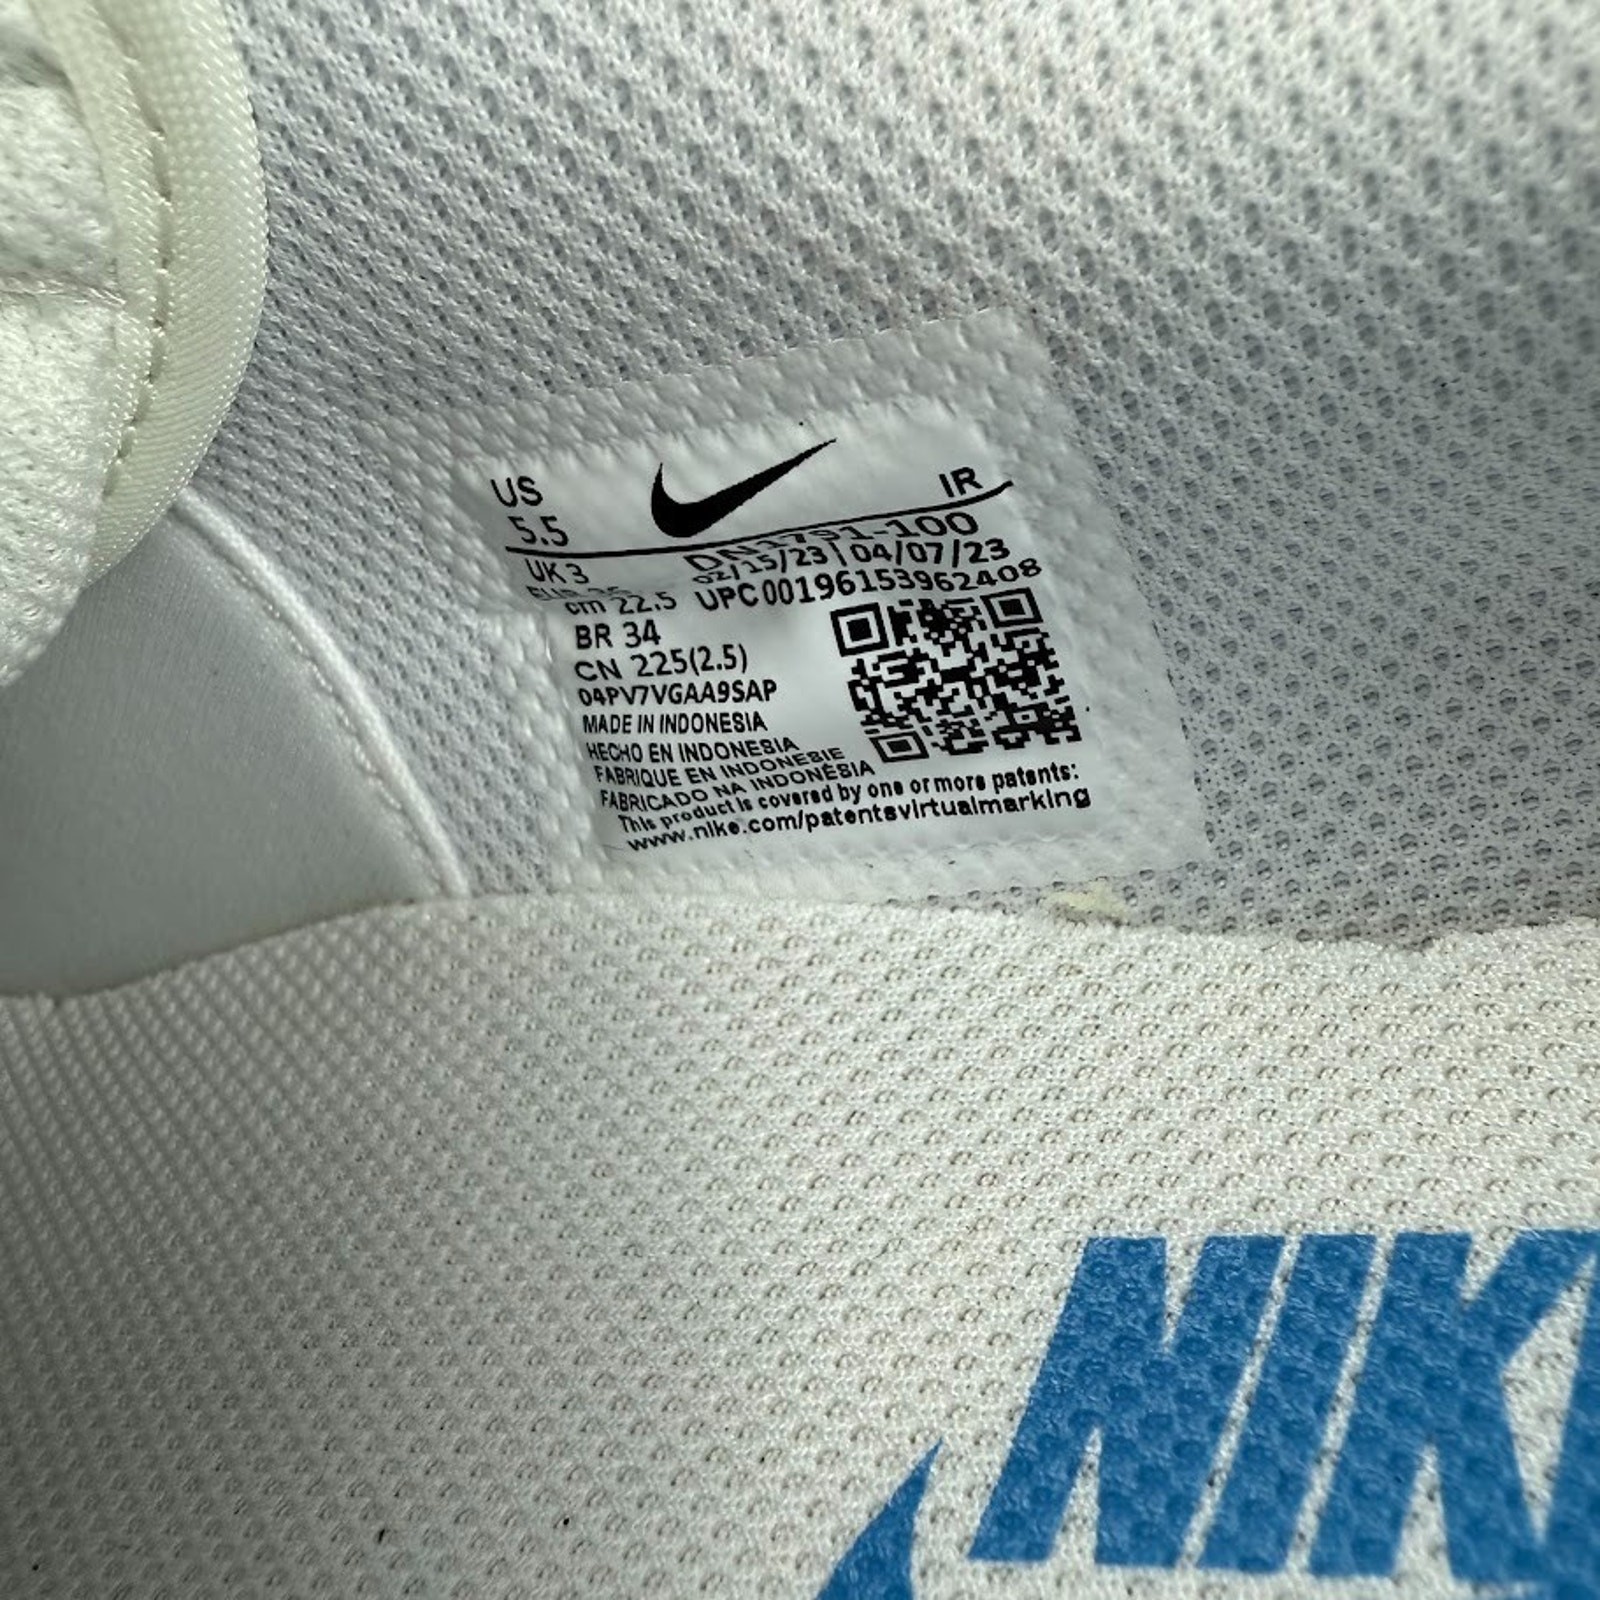 US IR
5.5
UK 3 DN1791-100
02/15/23 | 04/07/23
cm 22.5 UPC 00196153962408
BR 34
CN 225(2.5)
04PV7VGAA9SAP
MADE IN INDONESIA
HECHO EN INDONESIA
FABRIQUE EN INDONESIE
FABRICADO NA INDONÉSIA
This product is covered by one or more patents:
www.nike.com/patentsvirtualmarking
NIK